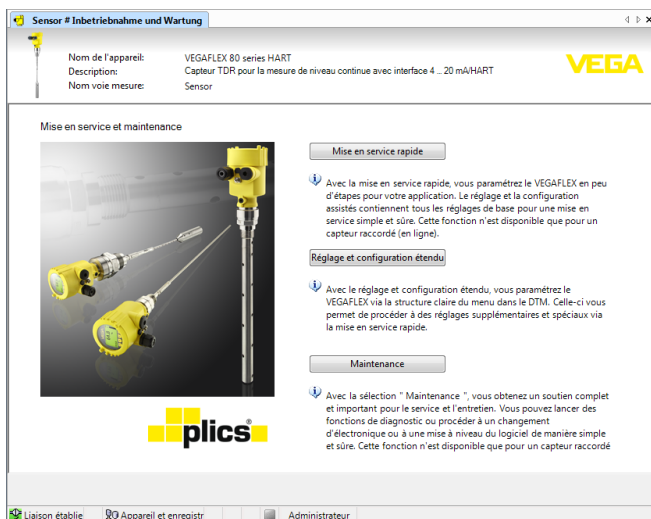 Sensor # Inbetriebnahme und Wartung
Nom de l'appareil: VEGAFLEX 80 series HART
Description: Capteur TDR pour la mesure de niveau continue avec interface 4 .. 20 mA/HART
Nom voie mesure: Sensor
VEGA
Mise en service et maintenance
Mise en service rapide
Avec la mise en service rapide, vous paramétrez le VEGAFLEX en peu
d'étapes pour votre application. Le réglage et la configuration
assistés contiennent tous les réglages de base pour une mise en
service simple et sûre. Cette fonction n'est disponible que pour un
capteur raccordé (en ligne).
Réglage et configuration étendu
Avec le réglage et configuration étendu, vous paramétrez le
VEGAFLEX via la structure claire du menu dans le DTM. Celle-ci vous
permet de procéder à des réglages supplémentaires et spéciaux via
la mise en service rapide.
Maintenance
Avec la sélection " Maintenance ", vous obtenez un soutien complet
et important pour le service et l'entretien. Vous pouvez lancer des
fonctions de diagnostic ou procéder à un changement
d'électronique ou à une mise à niveau du logiciel de manière simple
et sûre. Cette fonction n'est disponible que pour un capteur raccordé
plics®
Liaison établie
Appareil et enregistr
Administrateur